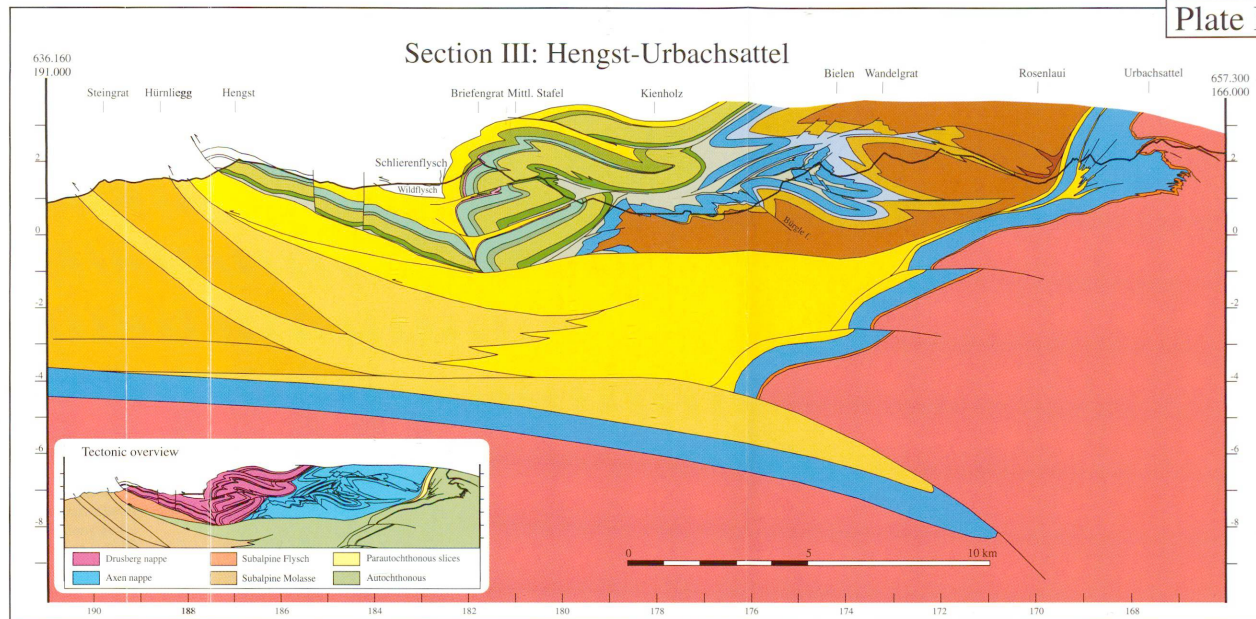 Plate
Section III: Hengst-Urbachsattel
636.160
191.000
657.300
166.000
Steingrat Hürnliegg Hengst Briefengrat Mittl. Stafel Kienholz Bielen Wandelgrat Rosenlaui Urbachsattel
Schlierenflysch
Wildflysch
Bürgle f.
2
0
-2
-4
-6
-8
2
0
-2
-4
-6
-8
Tectonic overview
Drusberg nappe
Subalpine Flysch
Parautochthonous slices
Axen nappe
Subalpine Molasse
Autochthonous
0 5 10 km
190 188 186 184 182 180 178 176 174 172 170 168